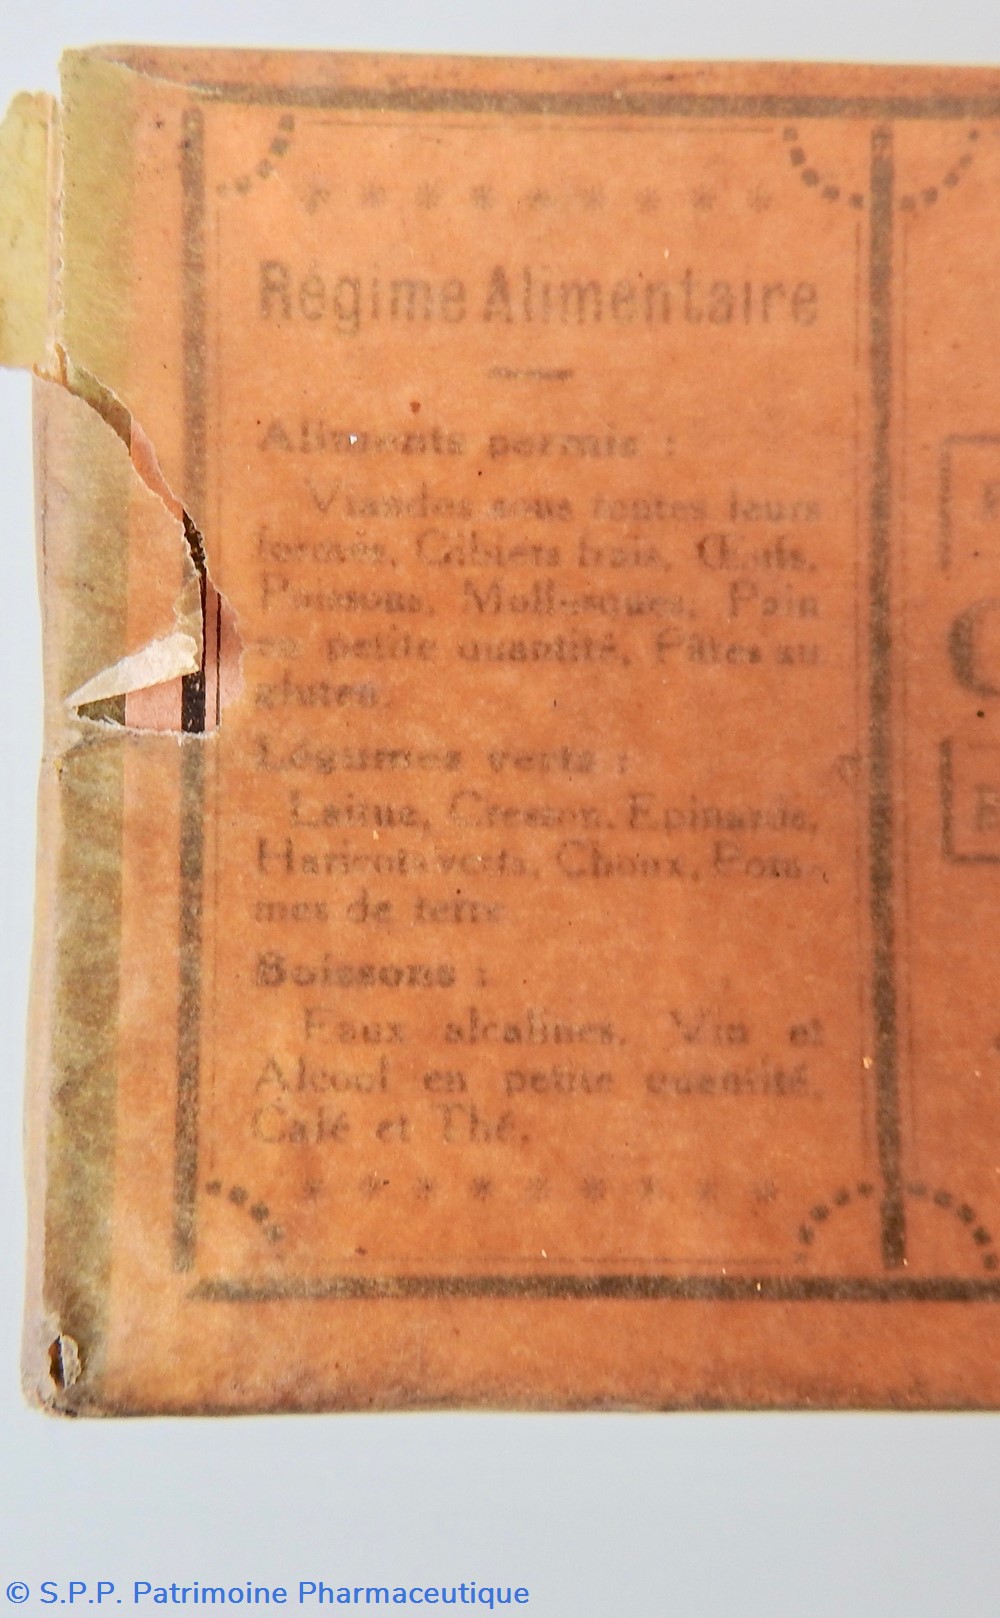 Régime Alimentaire
Aliments permis :
Viandes sous toutes leurs
formes, Gibiers frais, Œufs,
Poissons, Mollusques, Pain
en petite quantité, Pâtes au
gluten.
Légumes verts :
Laitue, Cresson, Epinards,
Haricots verts, Choux, Pom-
mes de terre
Boissons :
Eaux alcalines, Vin et
Alcool en petite quantité,
Café et Thé.
© S.P.P. Patrimoine Pharmaceutique